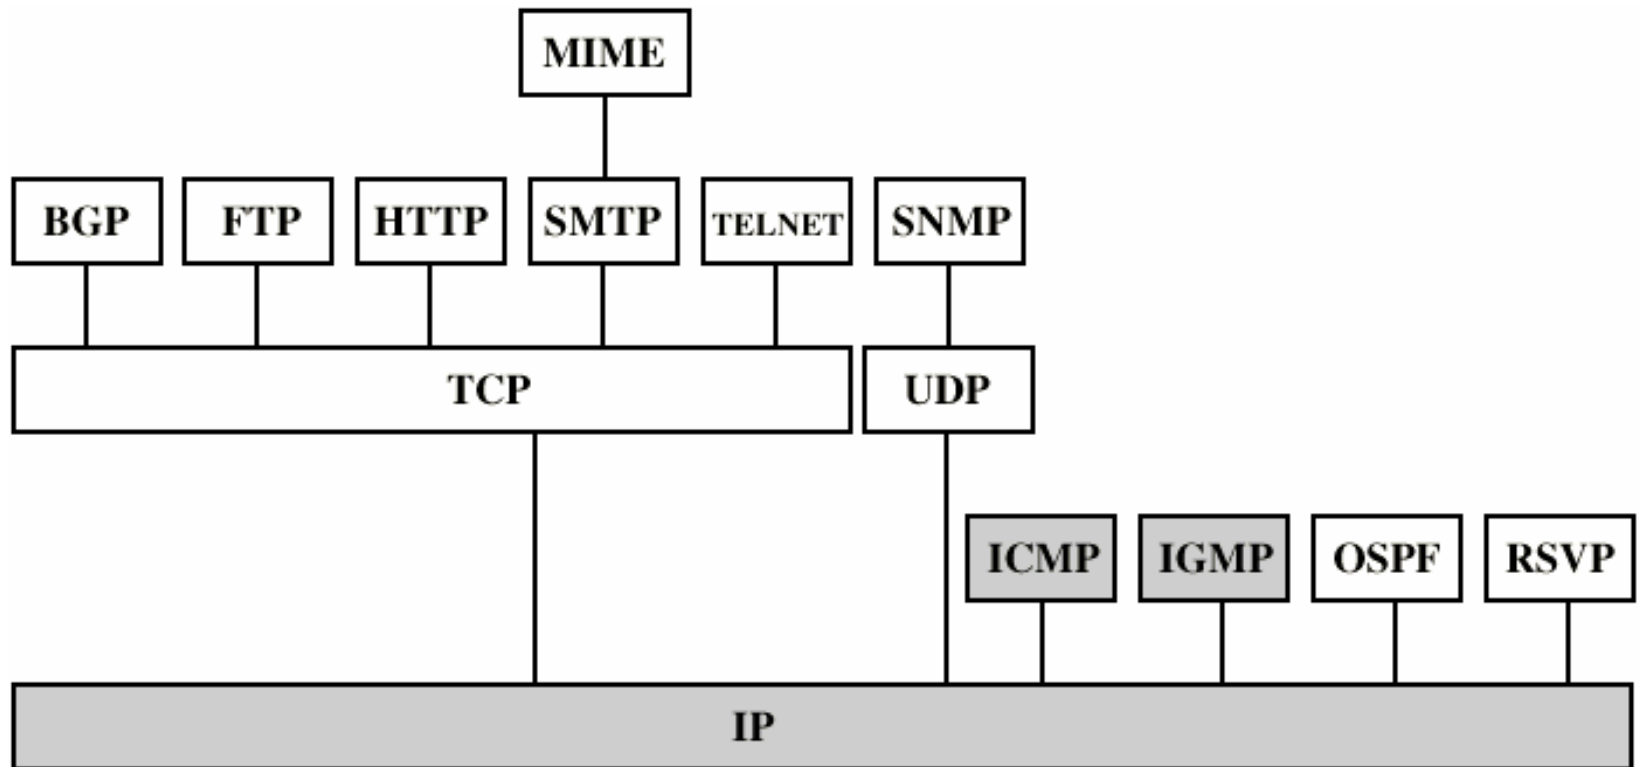 MIME
BGP FTP HTTP SMTP TELNET SNMP
TCP UDP
ICMP IGMP OSPF RSVP
IP